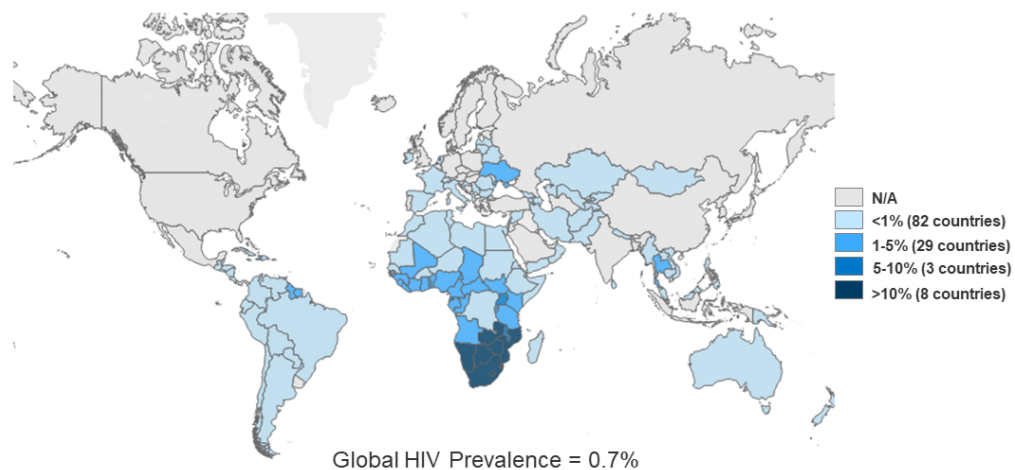 N/A
<1% (82 countries)
1-5% (29 countries)
5-10% (3 countries)
>10% (8 countries)
Global HIV Prevalence = 0.7%